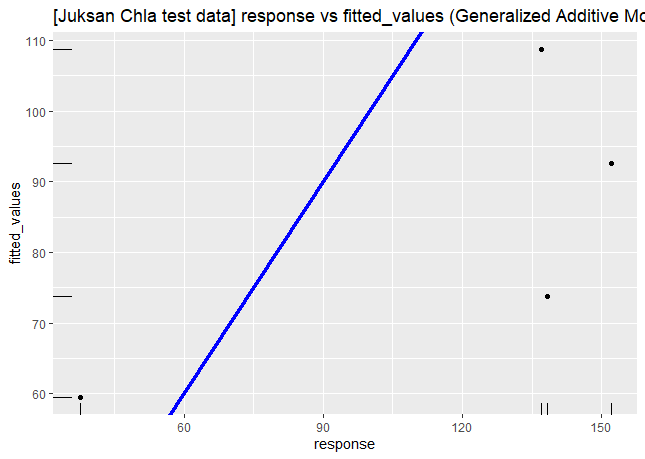 [Juksan Chla test data] response vs fitted_values (Generalized Additive Mo
110
100
90
80
70
60
fitted_values
60 90 120 150
response